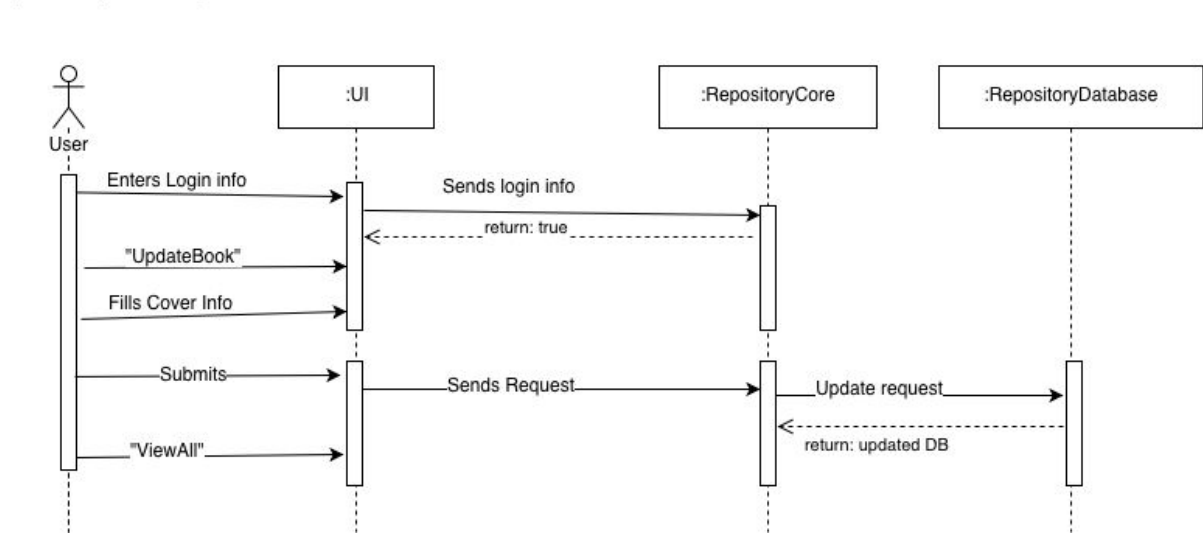 :UI
:RepositoryCore
:RepositoryDatabase
User
Enters Login info
Sends login info
return: true
"UpdateBook"
Fills Cover Info
Submits
Sends Request
Update request
return: updated DB
"ViewAll"